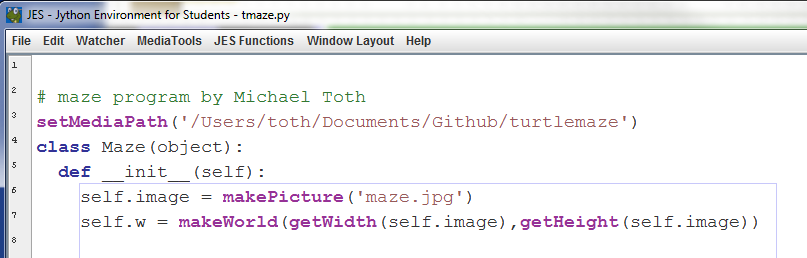 JES - Jython Environment for Students - tmaze.py
File Edit Watcher MediaTools JES Functions Window Layout Help
1
2 # maze program by Michael Toth
3 setMediaPath('/Users/toth/Documents/Github/turtlemaze')
4 class Maze(object):
5 def __init__(self):
6 self.image = makePicture('maze.jpg')
7 self.w = makeWorld(getWidth(self.image),getHeight(self.image))
8